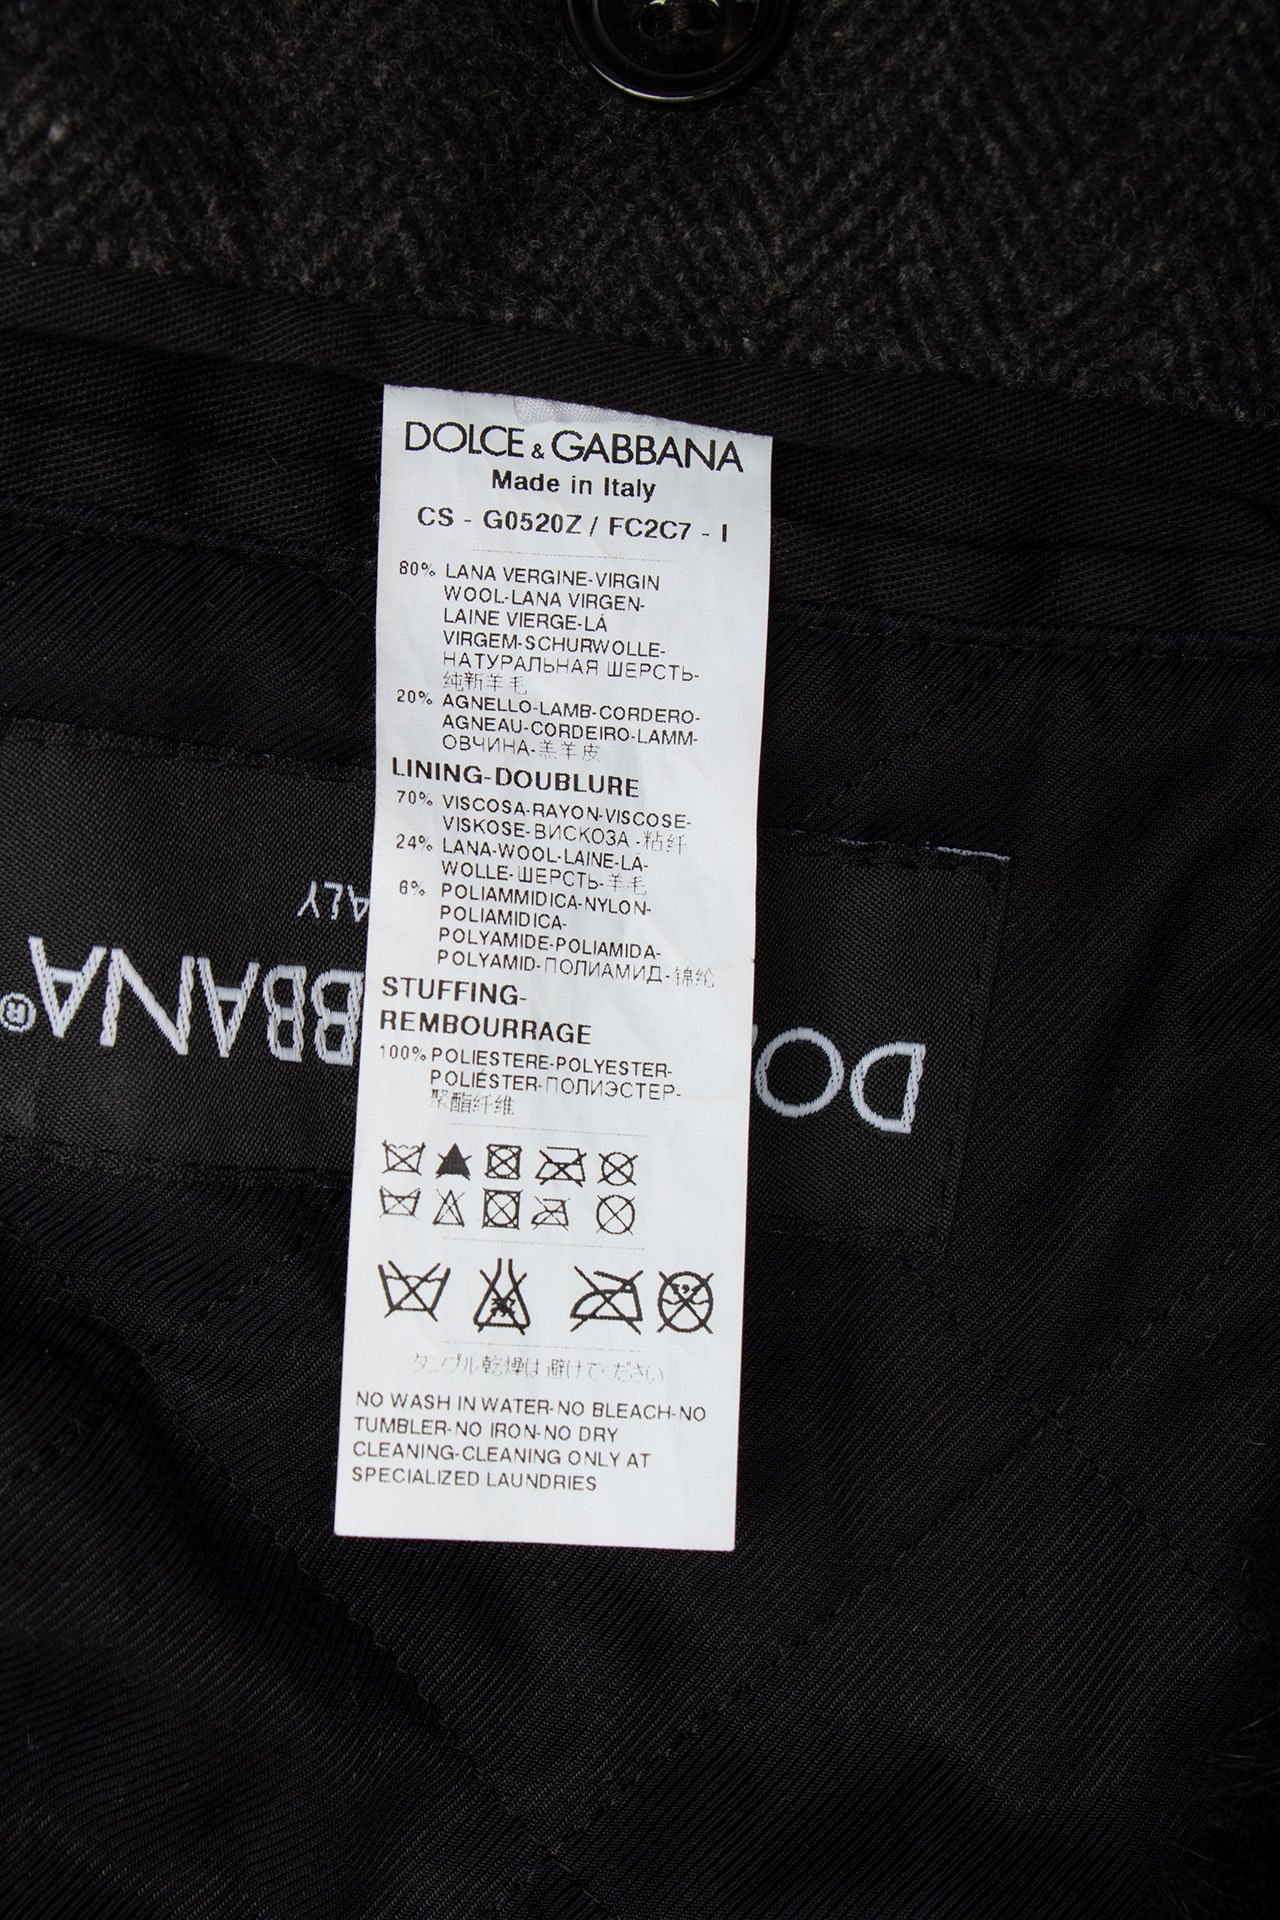 DOLCE & GABBANA
Made in Italy
CS - G0520Z / FC2C7 - I
80% LANA VERGINE-VIRGIN
WOOL-LANA VIRGEN-
LAINE VIERGE-LÃ
VIRGEM-SCHURWOLLE-
НАТУРАЛЬНАЯ ШЕРСТЬ-
纯新羊毛
20% AGNELLO-LAMB-CORDERO-
AGNEAU-CORDEIRO-LAMM-
ОВЧИНА-羔羊皮
LINING-DOUBLURE
70% VISCOSA-RAYON-VISCOSE-
VISKOSE-ВИСКОЗА-粘纤
24% LANA-WOOL-LAINE-LÃ-
WOLLE-ШЕРСТЬ-羊毛
6% POLIAMMIDICA-NYLON-
POLIAMIDICA-
POLYAMIDE-POLIAMIDA-
POLYAMID-ПОЛИАМИД-锦纶
STUFFING-
REMBOURRAGE
100% POLIESTERE-POLYESTER-
POLIÉSTER-ПОЛИЭСТЕР-
聚酯纤维
タンブル乾燥は避けてください
NO WASH IN WATER-NO BLEACH-NO
TUMBLER-NO IRON-NO DRY
CLEANING-CLEANING ONLY AT
SPECIALIZED LAUNDRIES
DO
BBANA®
ALY